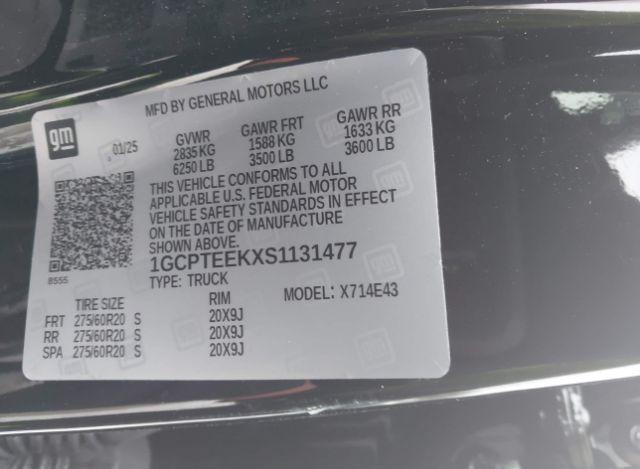 MFD BY GENERAL MOTORS LLC
gm
01/25 GVWR GAWR FRT GAWR RR
2835 KG 1588 KG 1633 KG
6250 LB 3500 LB 3600 LB
THIS VEHICLE CONFORMS TO ALL
APPLICABLE U.S. FEDERAL MOTOR
VEHICLE SAFETY STANDARDS IN EFFECT
ON THE DATE OF MANUFACTURE
SHOWN ABOVE.
1GCPTEEKXS1131477
8555
TYPE: TRUCK
MODEL: X714E43
TIRE SIZE RIM
FRT 275/60R20 S 20X9J
RR 275/60R20 S 20X9J
SPA 275/60R20 S 20X9J